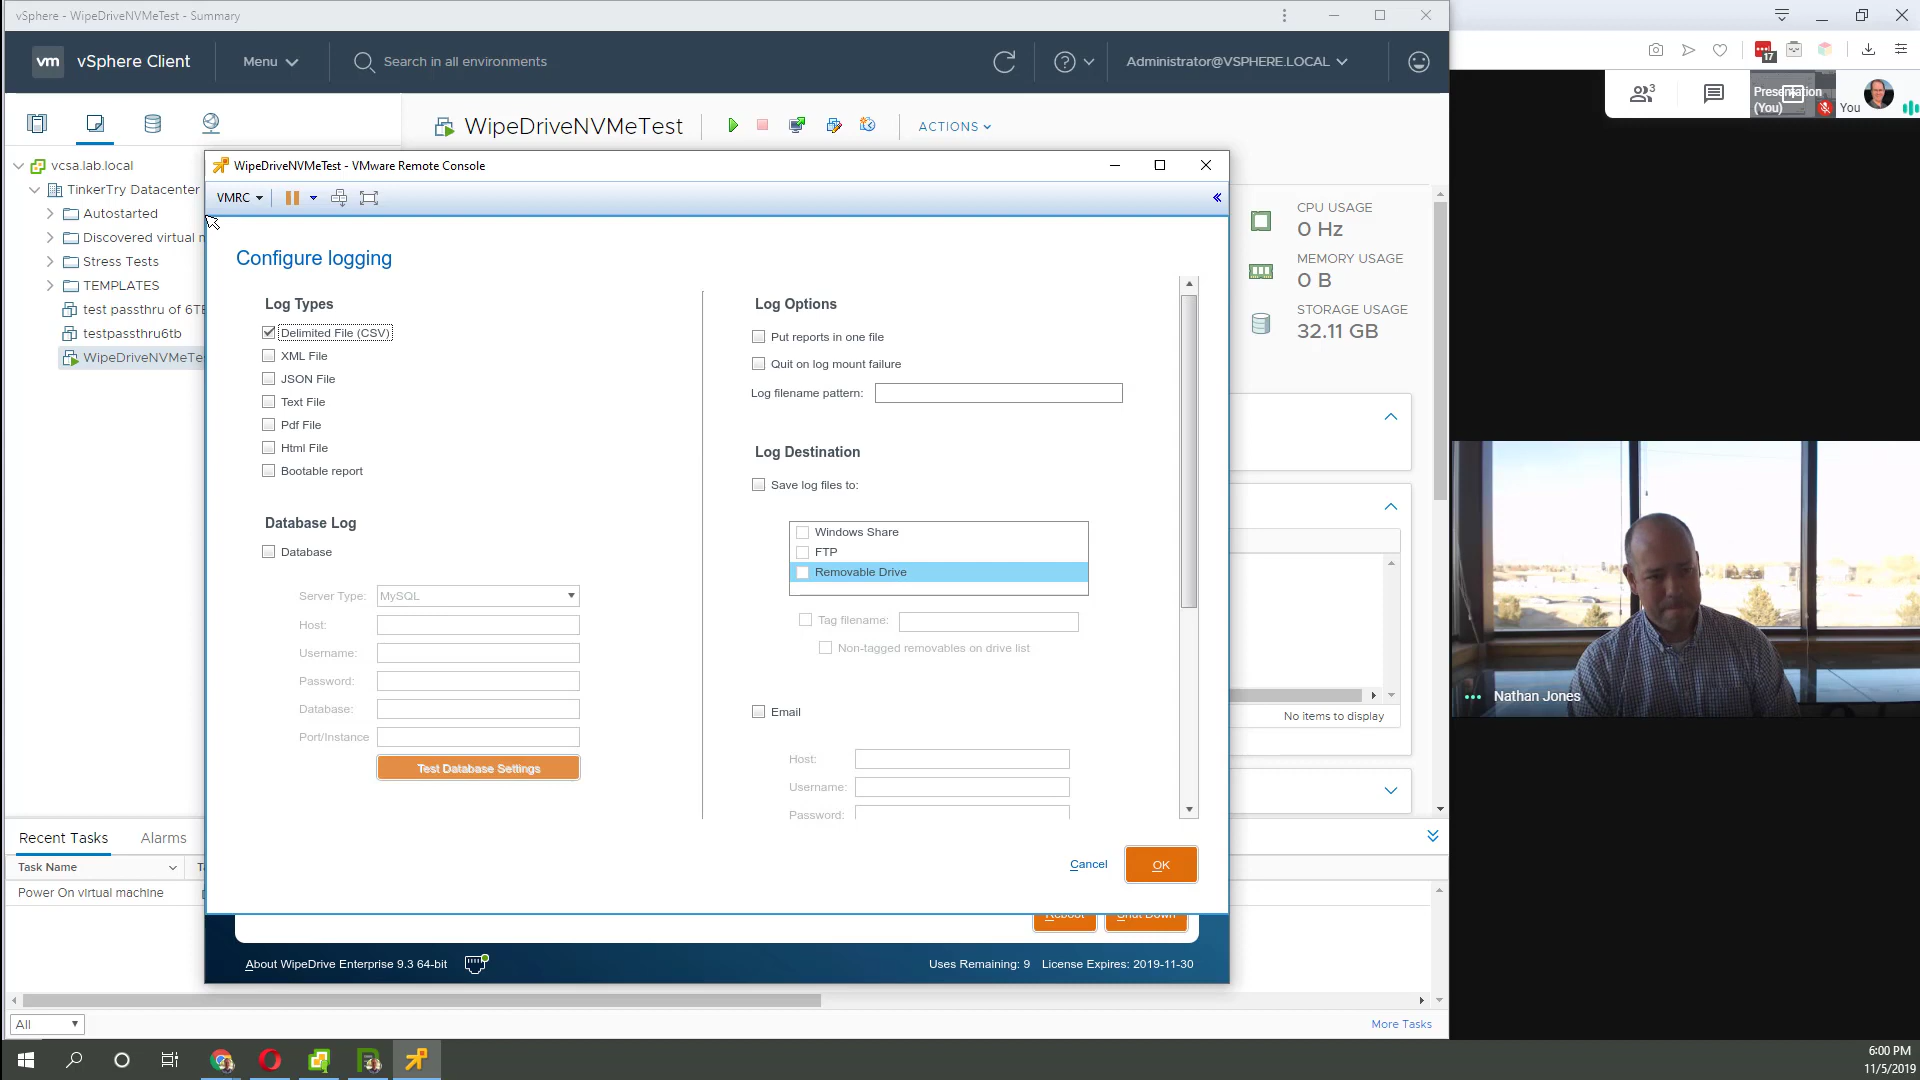 vSphere - WipeDriveNVMeTest - Summary
vm vSphere Client
Menu
Search in all environments
Administrator@VSPHERE.LOCAL
17
3
Presentation
(You)
You
WipeDriveNVMeTest
ACTIONS
vcsa.lab.local
TinkerTry Datacenter
Autostarted
Discovered virtual
Stress Tests
TEMPLATES
test passthru of 6TE
testpassthru6tb
WipeDriveNVMeTe
WipeDriveNVMeTest - VMware Remote Console
VMRC
Configure logging
Log Types
Delimited File (CSV)
XML File
JSON File
Text File
Pdf File
Html File
Bootable report
Database Log
Database
Server Type: MySQL
Host:
Username:
Password:
Database:
Port/Instance
Test Database Settings
Log Options
Put reports in one file
Quit on log mount failure
Log filename pattern:
Log Destination
Save log files to:
Windows Share
FTP
Removable Drive
Tag filename:
Non-tagged removables on drive list
Email
Host:
Username:
Password:
Cancel
OK
Reboot
Shut Down
About WipeDrive Enterprise 9.3 64-bit
Uses Remaining: 9
License Expires: 2019-11-30
CPU USAGE
0 Hz
MEMORY USAGE
0 B
STORAGE USAGE
32.11 GB
No items to display
Nathan Jones
Recent Tasks
Alarms
Task Name
Power On virtual machine
All
More Tasks
6:00 PM
11/5/2019